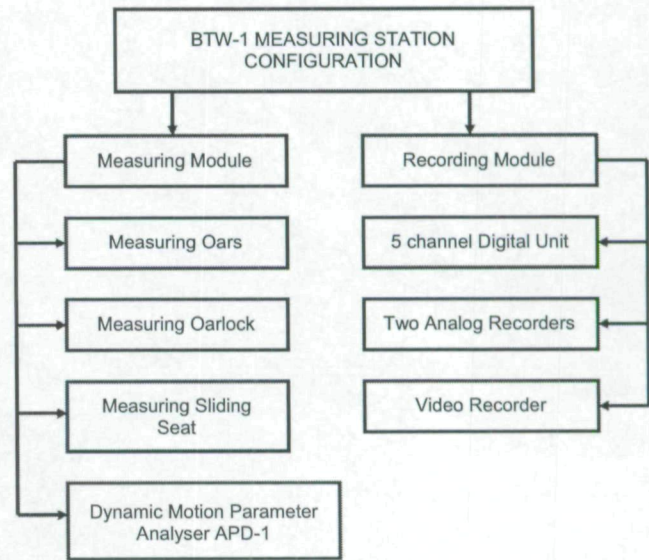 BTW-1 MEASURING STATION
CONFIGURATION
Measuring Module
Measuring Oars
Measuring Oarlock
Measuring Sliding
Seat
Dynamic Motion Parameter
Analyser APD-1
Recording Module
5 channel Digital Unit
Two Analog Recorders
Video Recorder